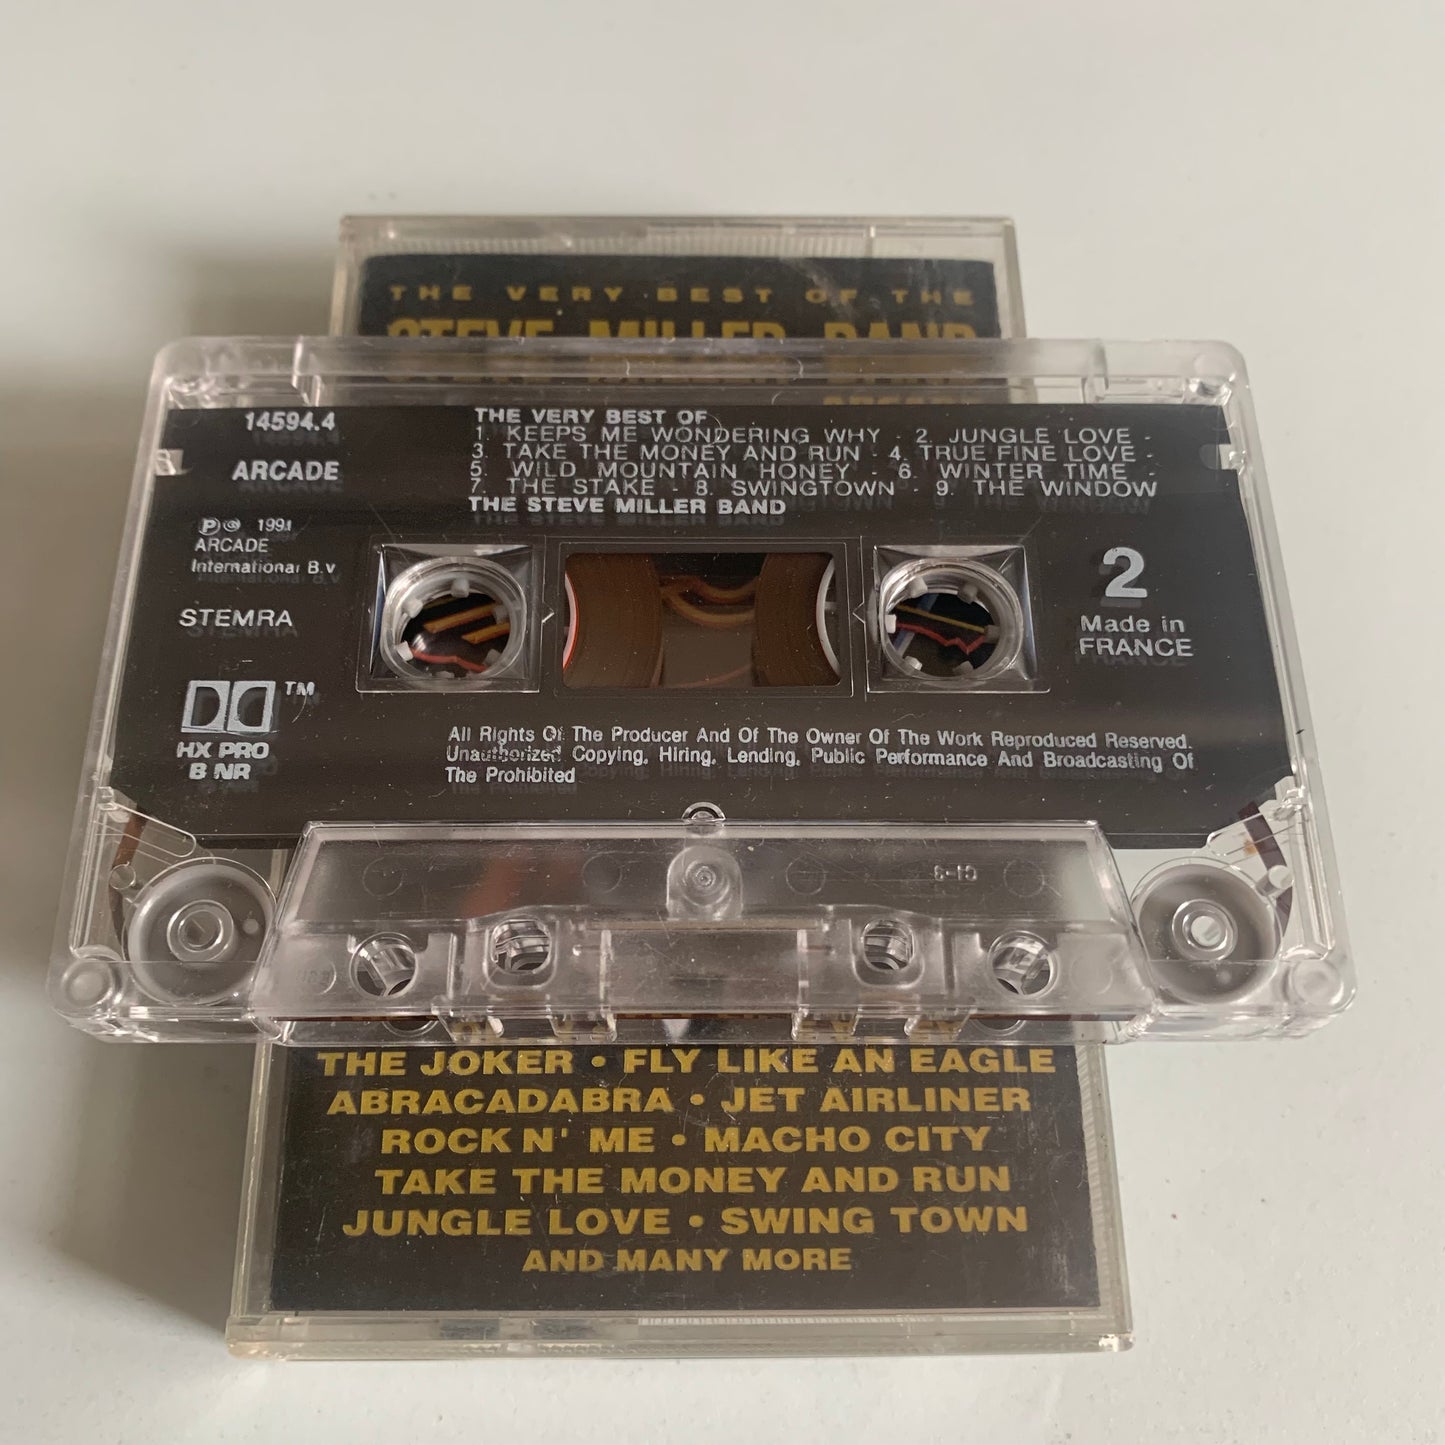 THE VERY BEST OF THE
STEVE MILLER BAND
14594.4
ARCADE
℗© 1991
ARCADE
International B.v
STEMRA
TM
HX PRO
B NR
THE VERY BEST OF
1. KEEPS ME WONDERING WHY - 2. JUNGLE LOVE -
3. TAKE THE MONEY AND RUN - 4. TRUE FINE LOVE -
5. WILD MOUNTAIN HONEY - 6. WINTER TIME -
7. THE STAKE - 8. SWINGTOWN - 9. THE WINDOW
THE STEVE MILLER BAND
2
Made in
FRANCE
All Rights Of The Producer And Of The Owner Of The Work Reproduced Reserved.
Unauthorized Copying, Hiring, Lending, Public Performance And Broadcasting Of
The Prohibited
THE JOKER • FLY LIKE AN EAGLE
ABRACADABRA • JET AIRLINER
ROCK N' ME • MACHO CITY
TAKE THE MONEY AND RUN
JUNGLE LOVE • SWING TOWN
AND MANY MORE